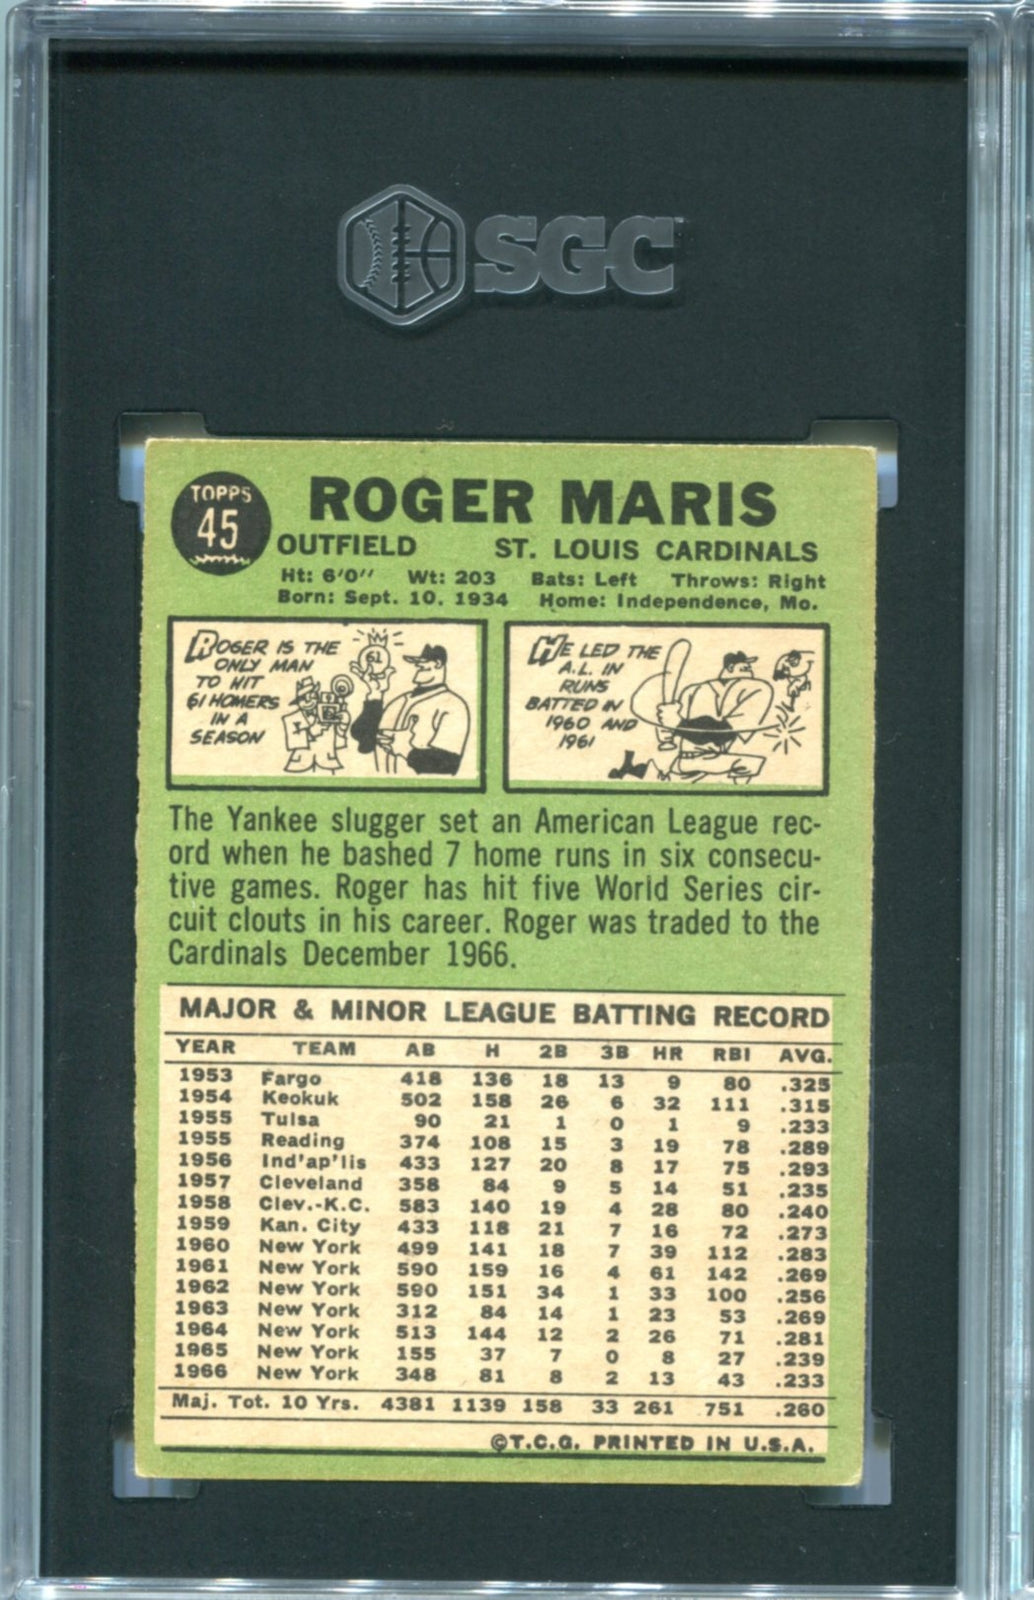 SGC
TOPPS
45
ROGER MARIS
OUTFIELD ST. LOUIS CARDINALS
Ht: 6'0" Wt: 203 Bats: Left Throws: Right
Born: Sept. 10, 1934 Home: Independence, Mo.
ROGER IS THE
ONLY MAN
TO HIT
61 HOMERS
IN A
SEASON
61
HE LED THE
A.L. IN
RUNS
BATTED IN
1960 AND
1961
The Yankee slugger set an American League rec-
ord when he bashed 7 home runs in six consecu-
tive games. Roger has hit five World Series cir-
cuit clouts in his career. Roger was traded to the
Cardinals December 1966.
MAJOR & MINOR LEAGUE BATTING RECORD
YEAR TEAM AB H 2B 3B HR RBI AVG.
1953 Fargo 418 136 18 13 9 80 .325
1954 Keokuk 502 158 26 6 32 111 .315
1955 Tulsa 90 21 1 0 1 9 .233
1955 Reading 374 108 15 3 19 78 .289
1956 Ind'ap'lis 433 127 20 8 17 75 .293
1957 Cleveland 358 84 9 5 14 51 .235
1958 Clev.-K.C. 583 140 19 4 28 80 .240
1959 Kan. City 433 118 21 7 16 72 .273
1960 New York 499 141 18 7 39 112 .283
1961 New York 590 159 16 4 61 142 .269
1962 New York 590 151 34 1 33 100 .256
1963 New York 312 84 14 1 23 53 .269
1964 New York 513 144 12 2 26 71 .281
1965 New York 155 37 7 0 8 27 .239
1966 New York 348 81 8 2 13 43 .233
Maj. Tot. 10 Yrs. 4381 1139 158 33 261 751 .260
©T.C.G. PRINTED IN U.S.A.